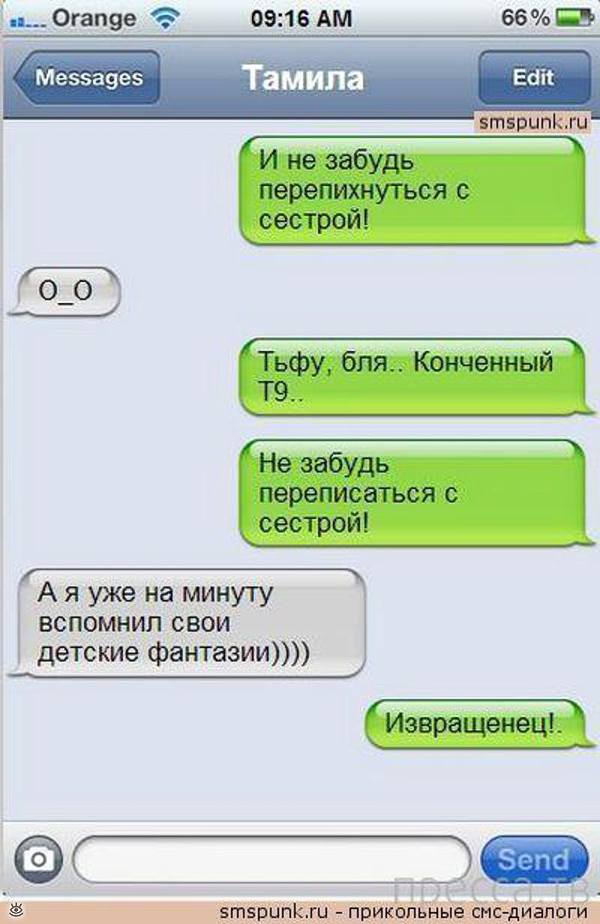 Orange 09:16 AM 66%
Messages Тамила Edit
smspunk.ru
И не забудь
перепихнуться с
сестрой!
О_О
Тьфу, бля.. Конченный
Т9..
Не забудь
переписаться с
сестрой!
А я уже на минуту
вспомнил свои
детские фантазии))))
Извращенец!.
Send
пресса.тв
smspunk.ru - прикольные смс-диалоги